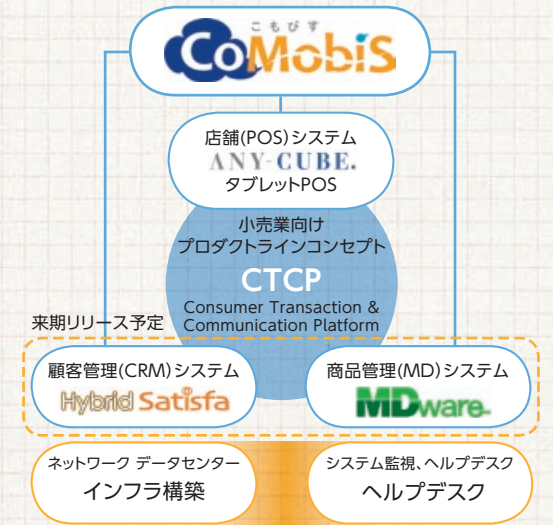 こもびす
CoMobiS
店舗(POS)システム
ANY-CUBE.
タブレットPOS
小売業向け
プロダクトラインコンセプト
CTCP
Consumer Transaction &
Communication Platform
来期リリース予定
顧客管理(CRM)システム
Hybrid Satisfa
商品管理(MD)システム
MDware
ネットワーク データセンター
インフラ構築
システム監視、ヘルプデスク
ヘルプデスク